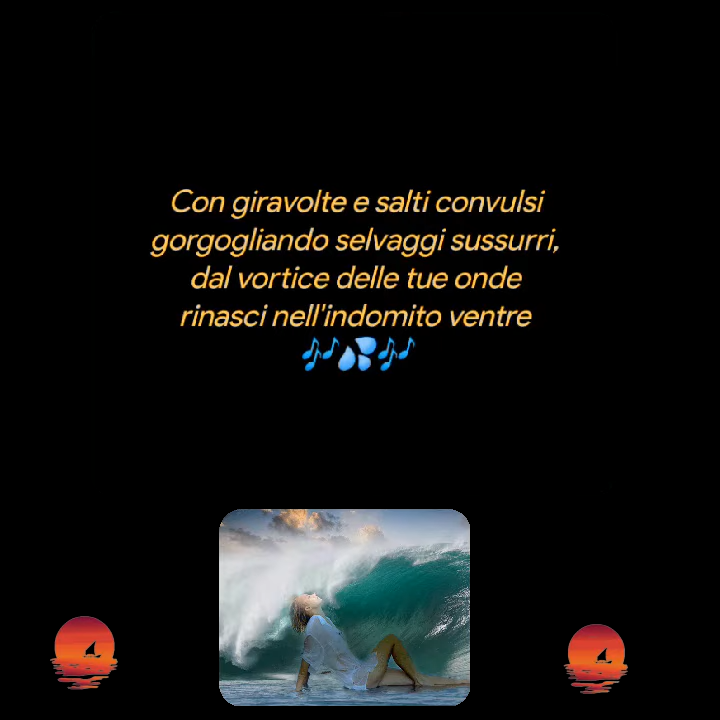 Con giravolte e salti convulsi
gorgogliando selvaggi sussurri,
dal vortice delle tue onde
rinasci nell'indomito ventre
🎶💦🎶